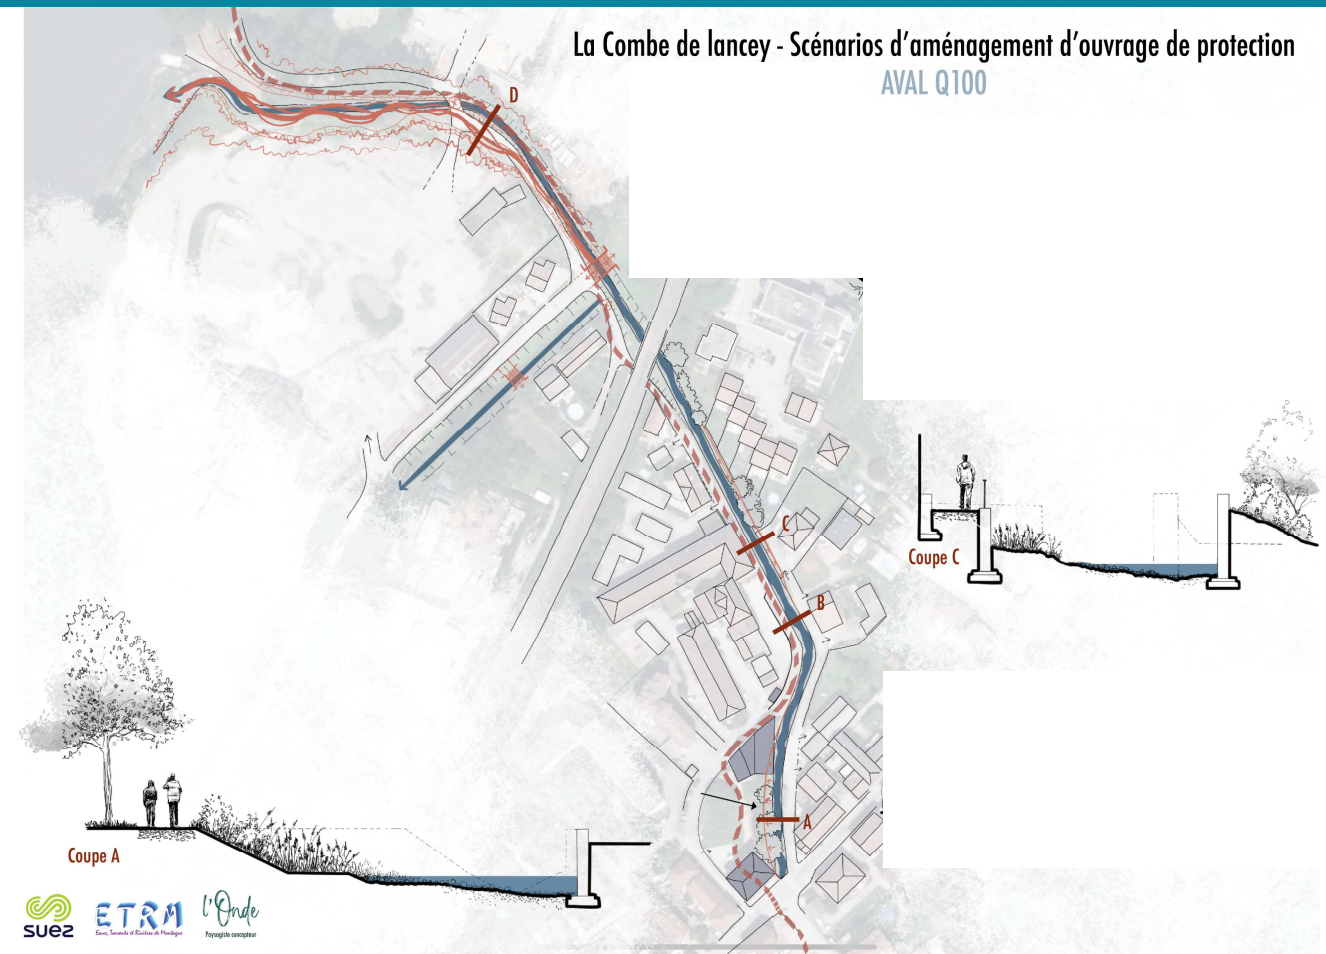 La Combe de lancey - Scénarios d'aménagement d'ouvrage de protection
AVAL Q100
D
C
B
A
Coupe C
Coupe A
suez
ETRM
Eaux, Torrents et Rivières de Montagne
l'Onde
Paysagiste concepteur